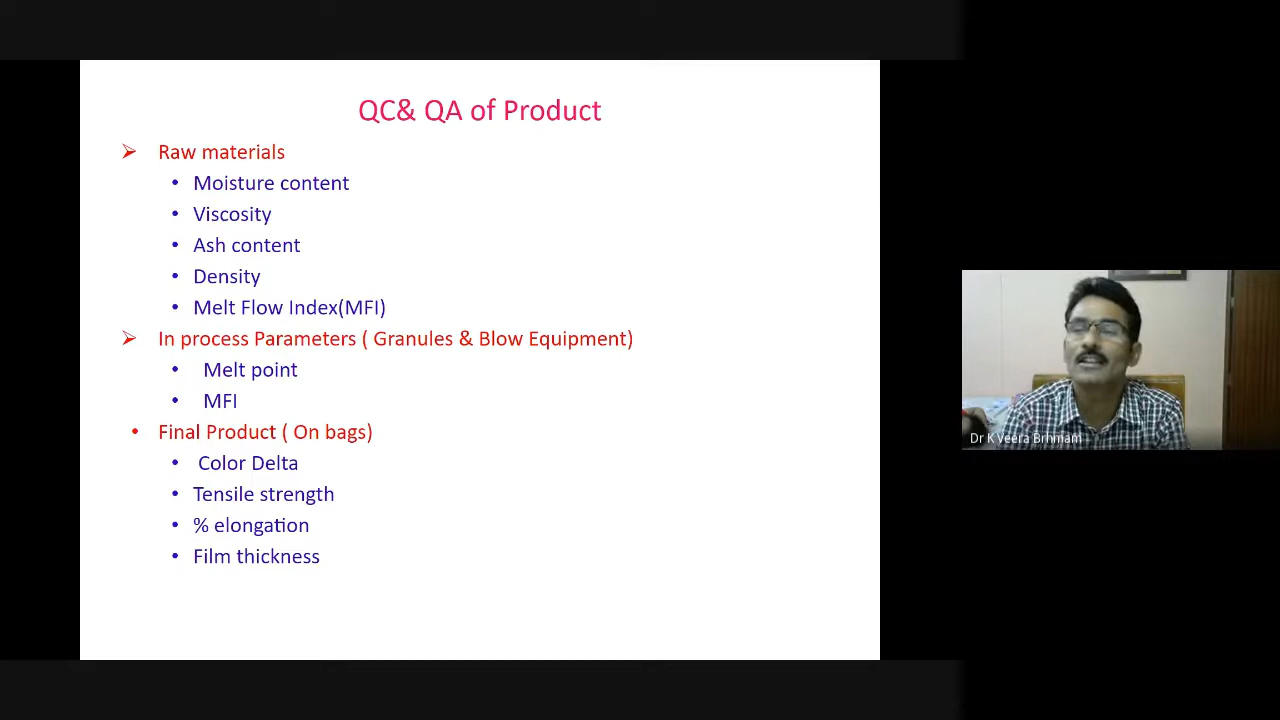 QC& QA of Product
➢ Raw materials
• Moisture content
• Viscosity
• Ash content
• Density
• Melt Flow Index(MFI)
➢ In process Parameters ( Granules & Blow Equipment)
• Melt point
• MFI
• Final Product ( On bags)
• Color Delta
• Tensile strength
• % elongation
• Film thickness
Dr K Veera Brhmam